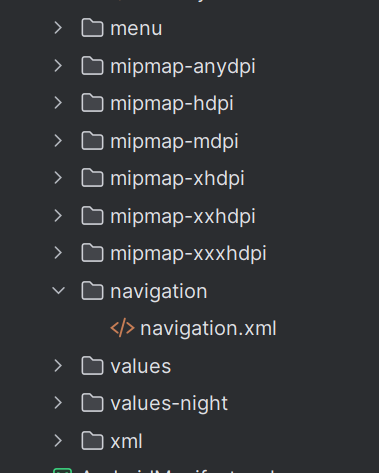 menu
mipmap-anydpi
mipmap-hdpi
mipmap-mdpi
mipmap-xhdpi
mipmap-xxhdpi
mipmap-xxxhdpi
navigation
</> navigation.xml
values
values-night
xml